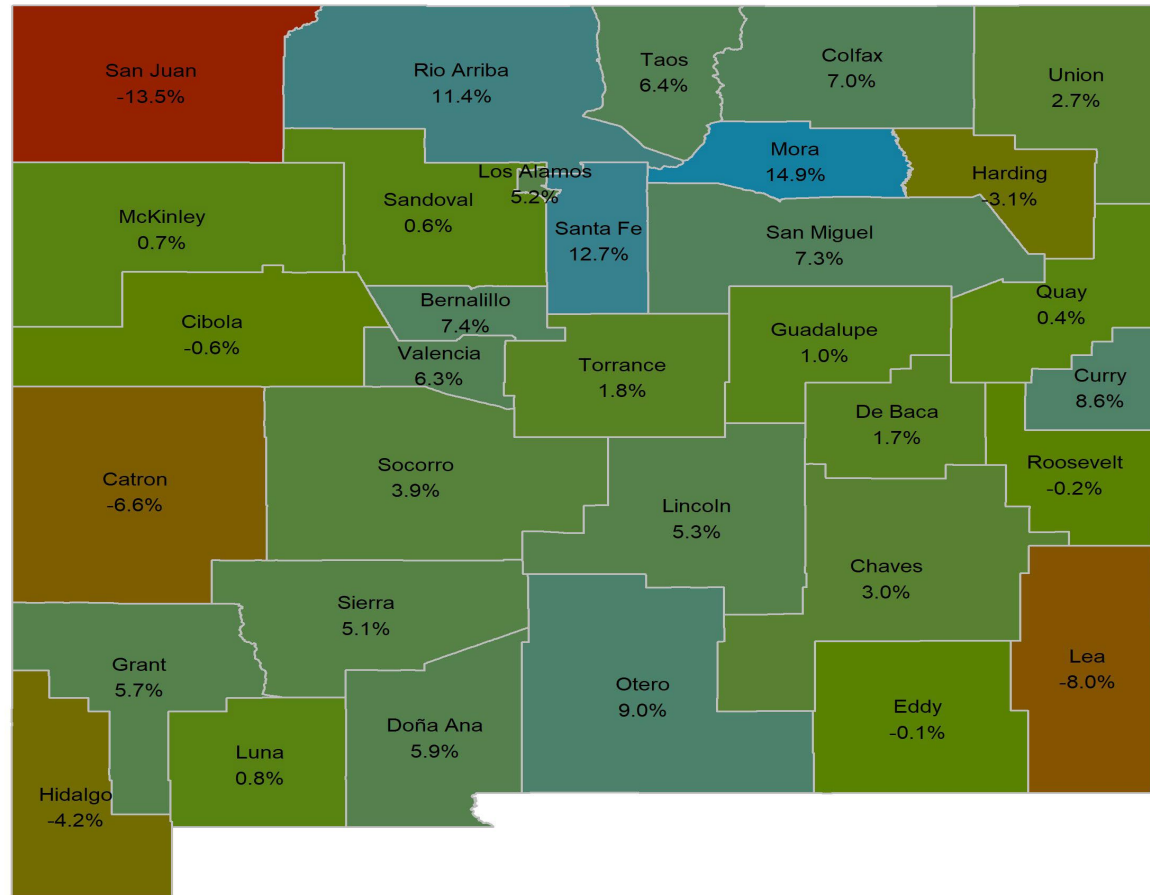 San Juan
-13.5%
Rio Arriba
11.4%
Taos
6.4%
Colfax
7.0%
Union
2.7%
Mora
14.9%
Harding
-3.1%
Los Alamos
5.2%
Sandoval
0.6%
McKinley
0.7%
Santa Fe
12.7%
San Miguel
7.3%
Quay
0.4%
Bernalillo
7.4%
Cibola
-0.6%
Guadalupe
1.0%
Valencia
6.3%
Torrance
1.8%
Curry
8.6%
De Baca
1.7%
Catron
-6.6%
Socorro
3.9%
Roosevelt
-0.2%
Lincoln
5.3%
Chaves
3.0%
Sierra
5.1%
Grant
5.7%
Otero
9.0%
Lea
-8.0%
Eddy
-0.1%
Doña Ana
5.9%
Luna
0.8%
Hidalgo
-4.2%